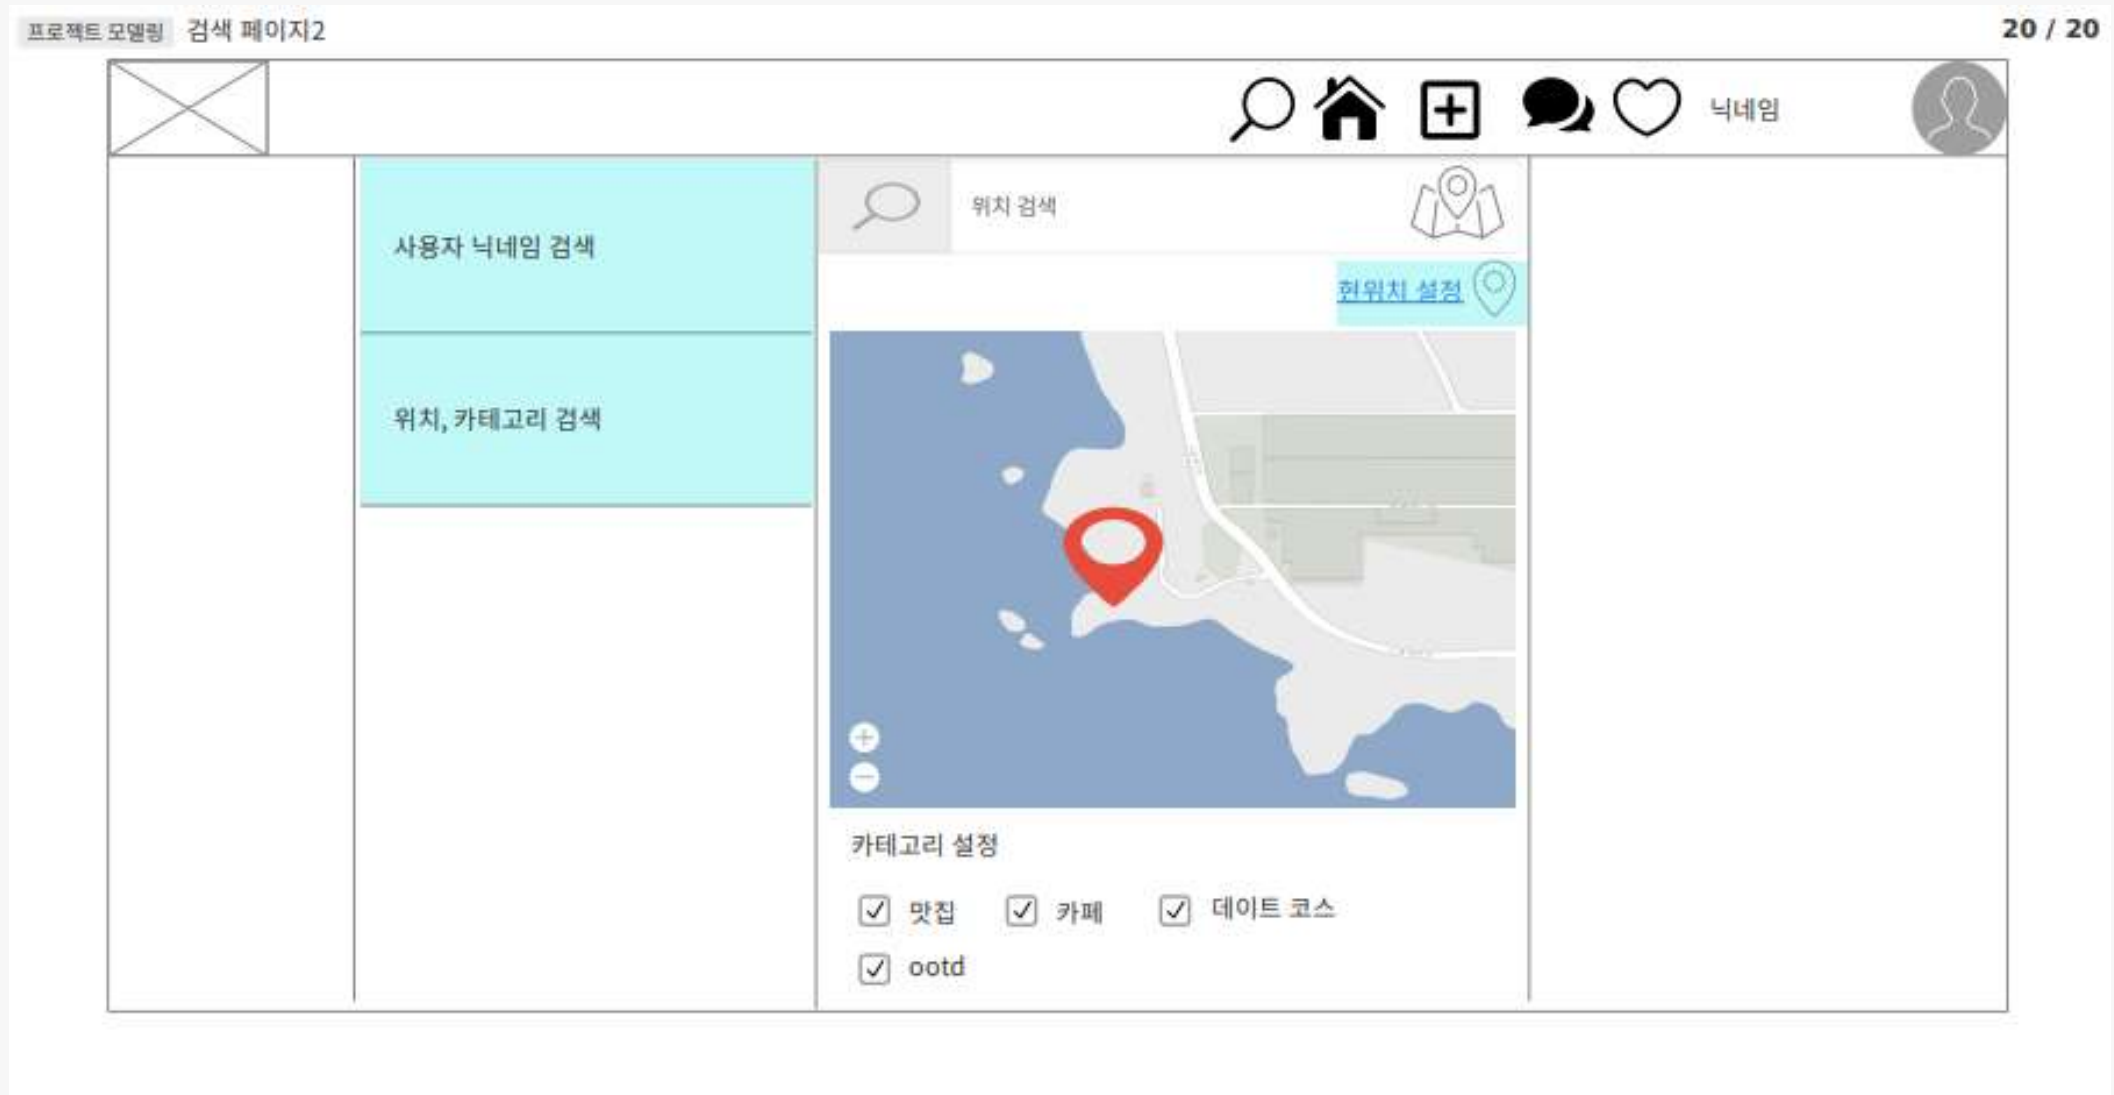 프로젝트 모델링 검색 페이지2
20 / 20
닉네임
사용자 닉네임 검색
위치, 카테고리 검색
위치 검색
현위치 설정
카테고리 설정
맛집 카페 데이트 코스
ootd